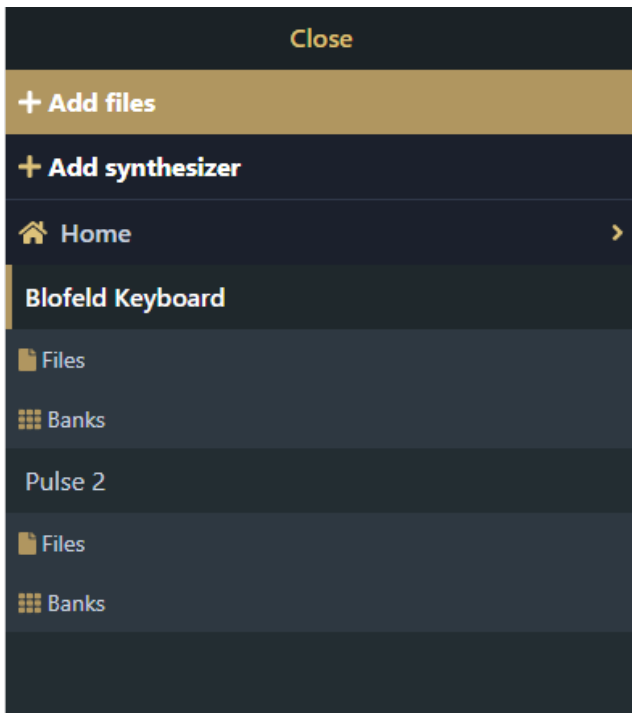 Close
Add files
Add synthesizer
Home
Blofeld Keyboard
Files
Banks
Pulse 2
Files
Banks